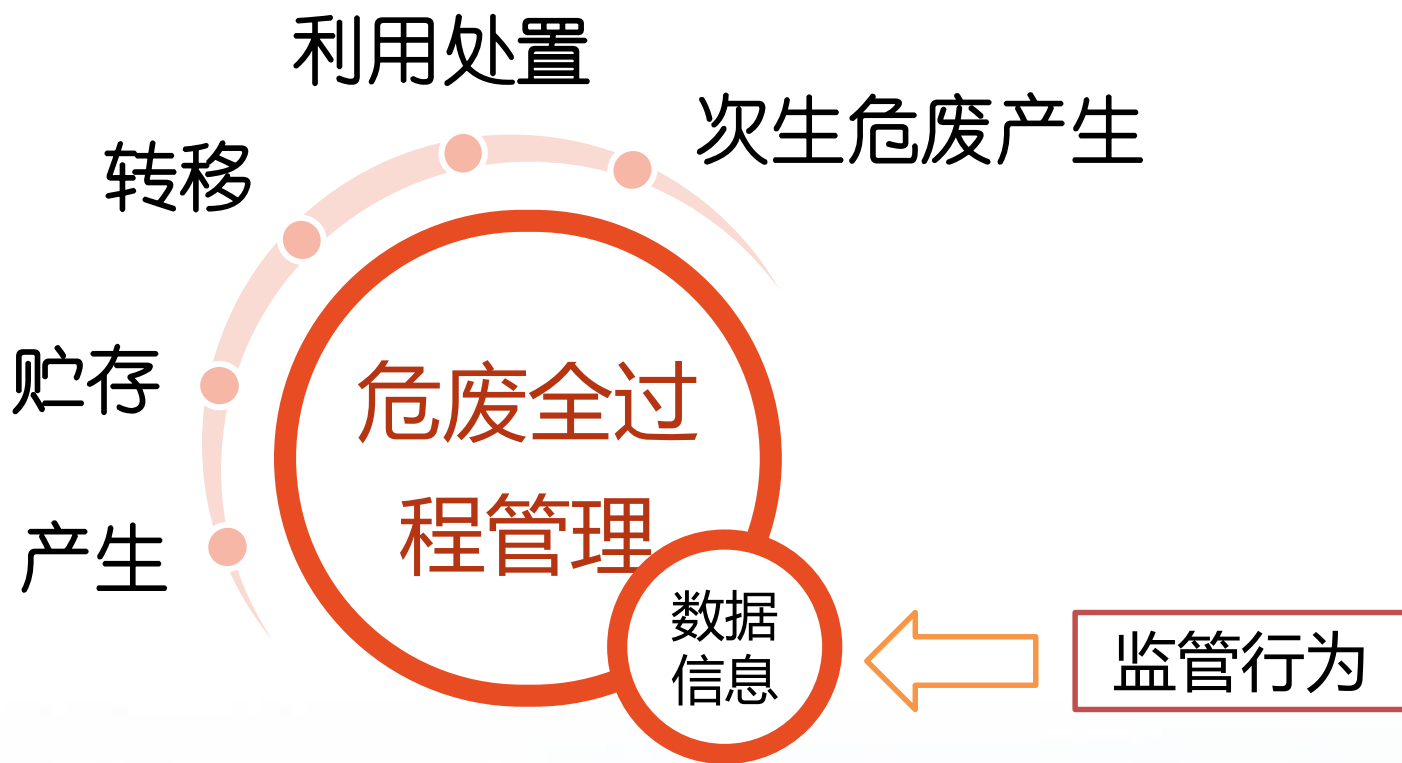 利用处置
次生危废产生
转移
贮存
产生
危废全过
程管理
数据
信息
监管行为